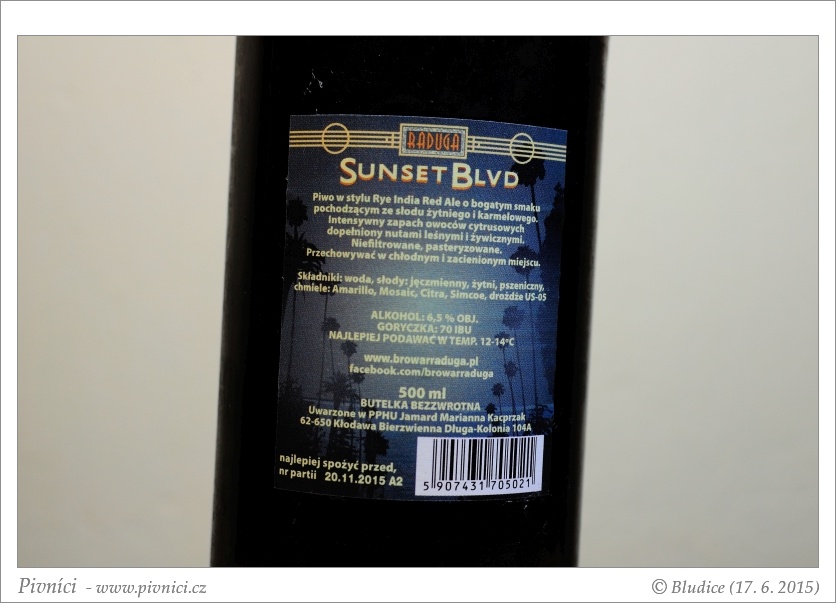 RADUGA
SUNSET BLVD
Piwo w stylu Rye India Red Ale o bogatym smaku
pochodzącym ze słodu żytniego i karmelowego.
Intensywny zapach owoców cytrusowych
dopełniony nutami leśnymi i żywicznymi.
Niefiltrowane, pasteryzowane.
Przechowywać w chłodnym i zacienionym miejscu.
Składniki: woda, słody: jęczmienny, żytni, pszeniczny,
chmiele: Amarillo, Mosaic, Citra, Simcoe, drożdże US-05
ALKOHOL: 6,5 % OBJ.
GORYCZKA: 70 IBU
NAJLEPIEJ PODAWAĆ W TEMP. 12-14°C
www.browarraduga.pl
facebook.com/browarraduga
500 ml
BUTELKA BEZZWROTNA
Uwarzone w PPHU Jamard Marianna Kacprzak
62-650 Kłodawa Bierzwienna Długa-Kolonia 104A
najlepiej spożyć przed,
nr partii 20.11.2015 A2
5 907431 705021
Pivníci - www.pivnici.cz
© Bludice (17. 6. 2015)